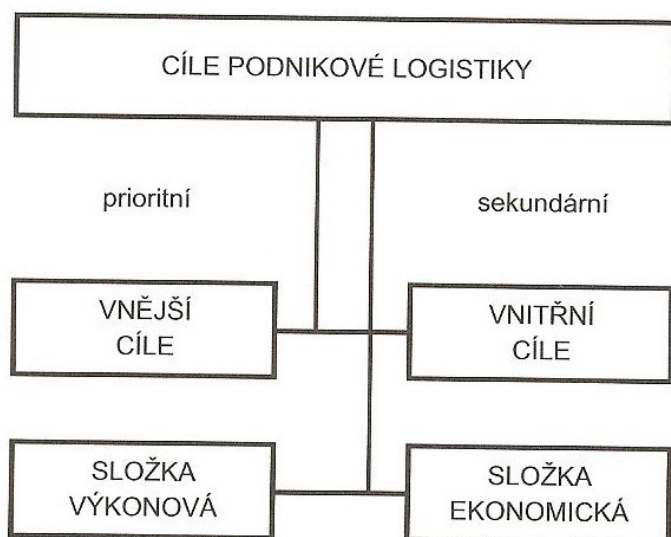 CÍLE PODNIKOVÉ LOGISTIKY
prioritní
sekundární
VNĚJŠÍ
CÍLE
VNITŘNÍ
CÍLE
SLOŽKA
VÝKONOVÁ
SLOŽKA
EKONOMICKÁ